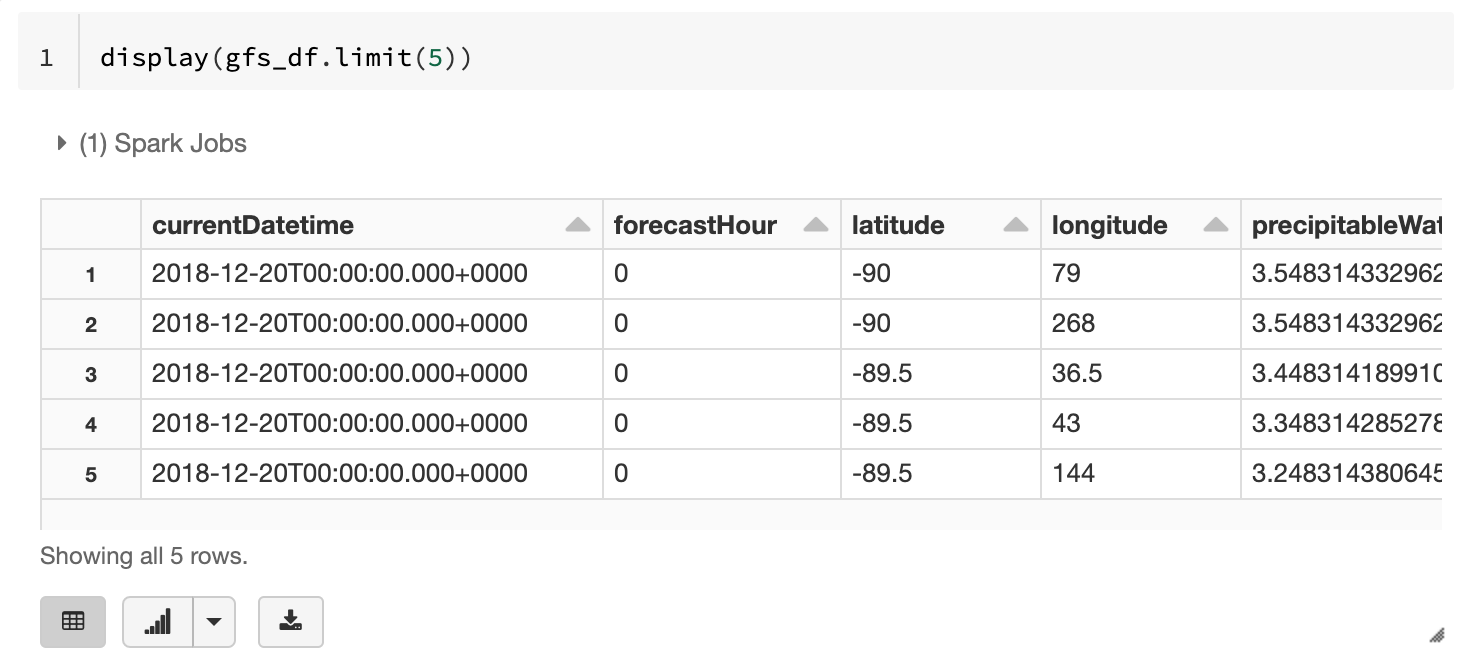 1 display(gfs_df.limit(5))
(1) Spark Jobs
currentDatetime forecastHour latitude longitude precipitableWat
1 2018-12-20T00:00:00.000+0000 0 -90 79 3.548314332962
2 2018-12-20T00:00:00.000+0000 0 -90 268 3.548314332962
3 2018-12-20T00:00:00.000+0000 0 -89.5 36.5 3.448314189910
4 2018-12-20T00:00:00.000+0000 0 -89.5 43 3.348314285278
5 2018-12-20T00:00:00.000+0000 0 -89.5 144 3.248314380645
Showing all 5 rows.